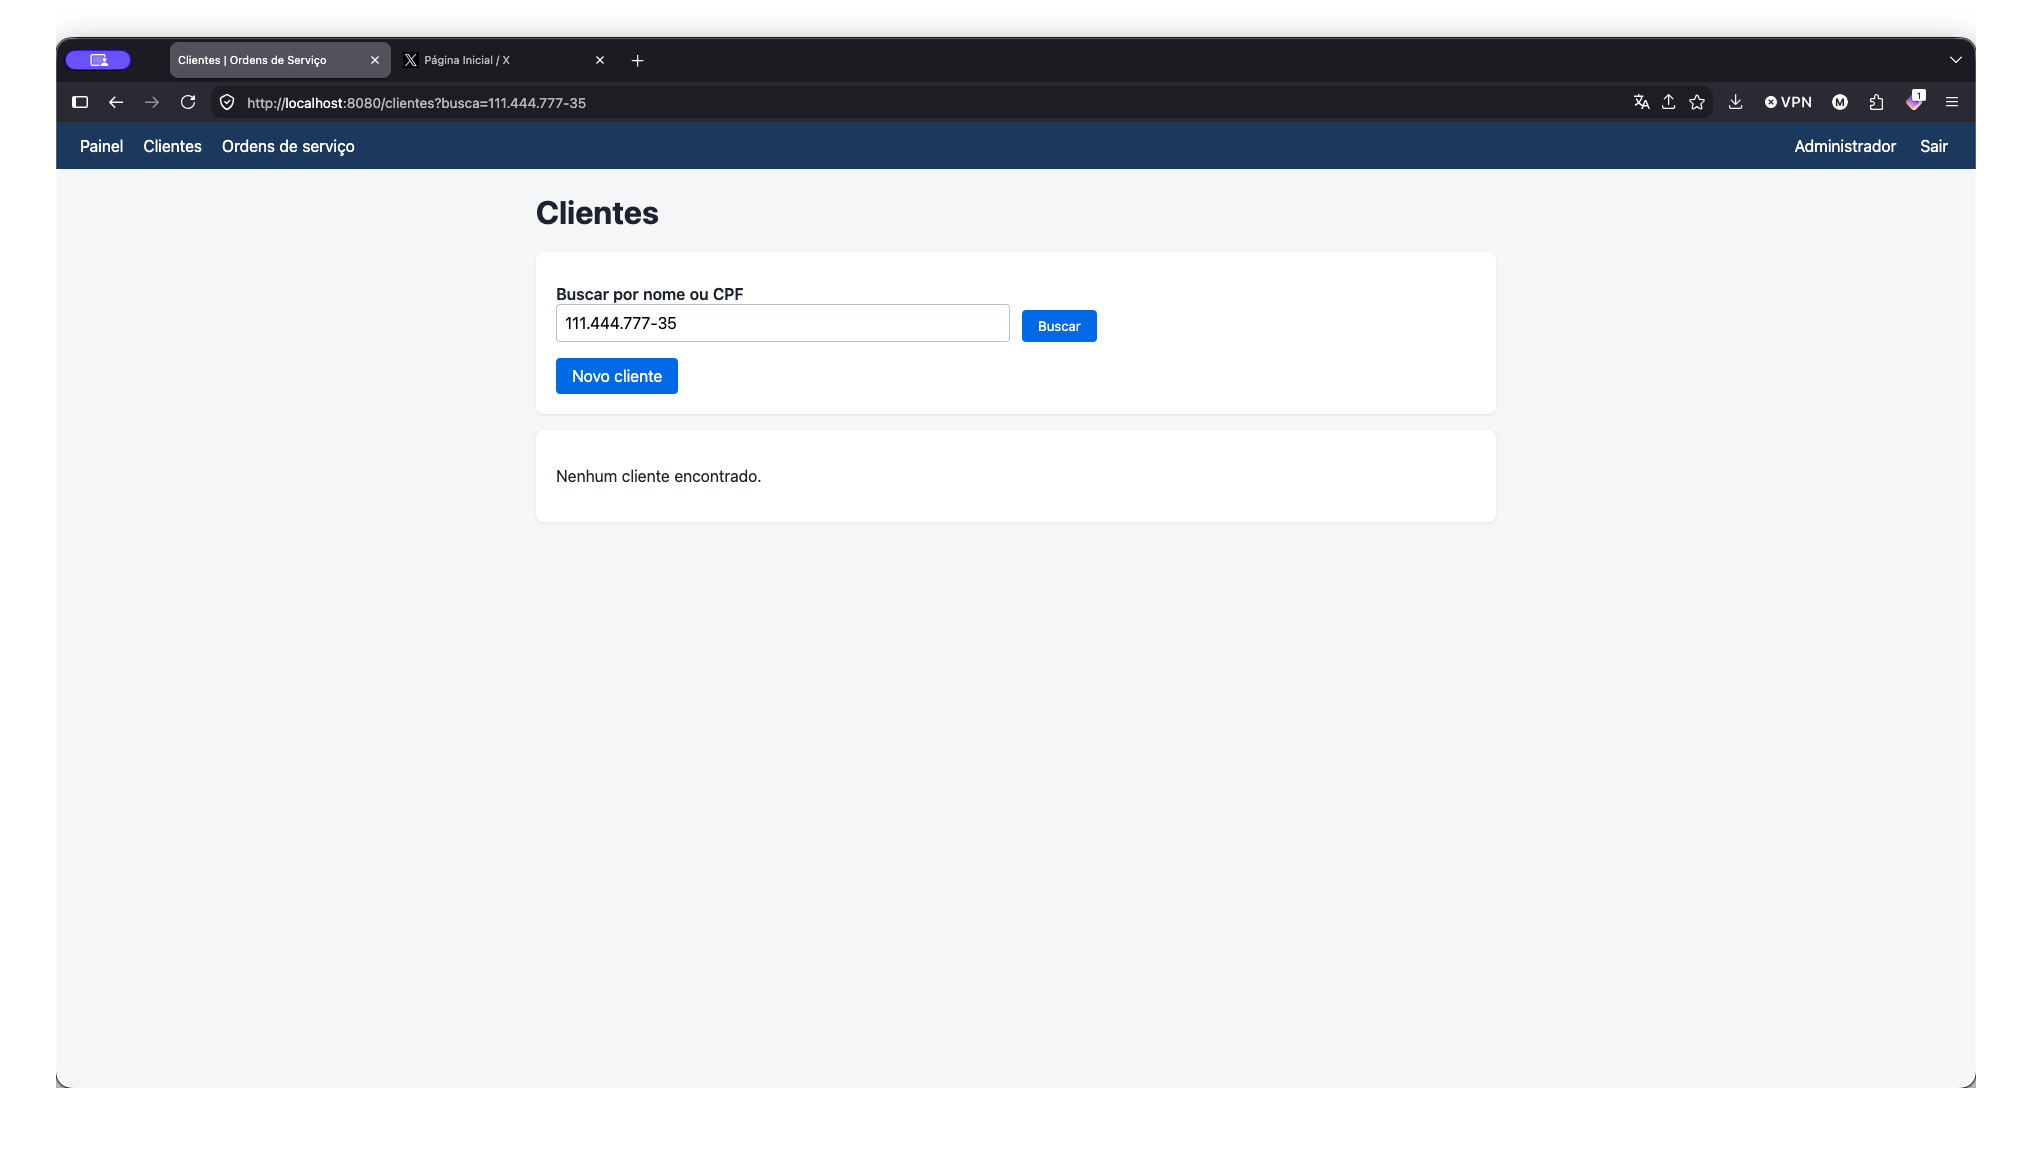 Clientes | Ordens de Serviço
Página Inicial / X
http://localhost:8080/clientes?busca=111.444.777-35
VPN
M
1
Painel Clientes Ordens de serviço
Administrador Sair
Clientes
Buscar por nome ou CPF
111.444.777-35
Buscar
Novo cliente
Nenhum cliente encontrado.